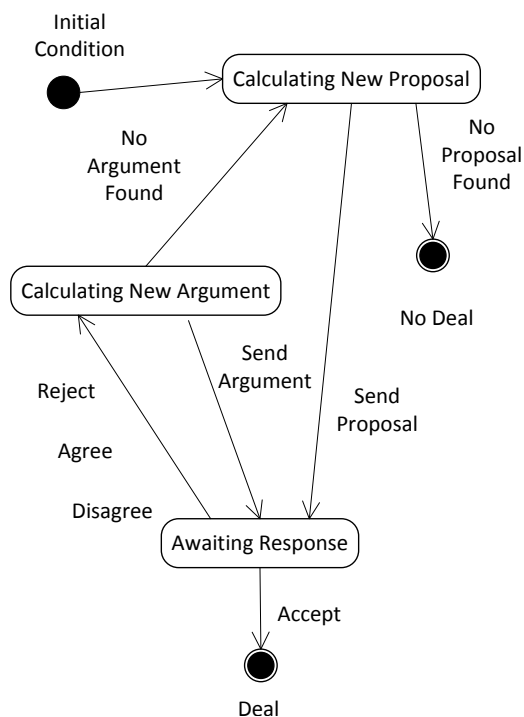 Initial
Condition
Calculating New Proposal
No
Argument
Found
No
Proposal
Found
Calculating New Argument
No Deal
Send
Argument
Reject
Send
Proposal
Agree
Disagree
Awaiting Response
Accept
Deal